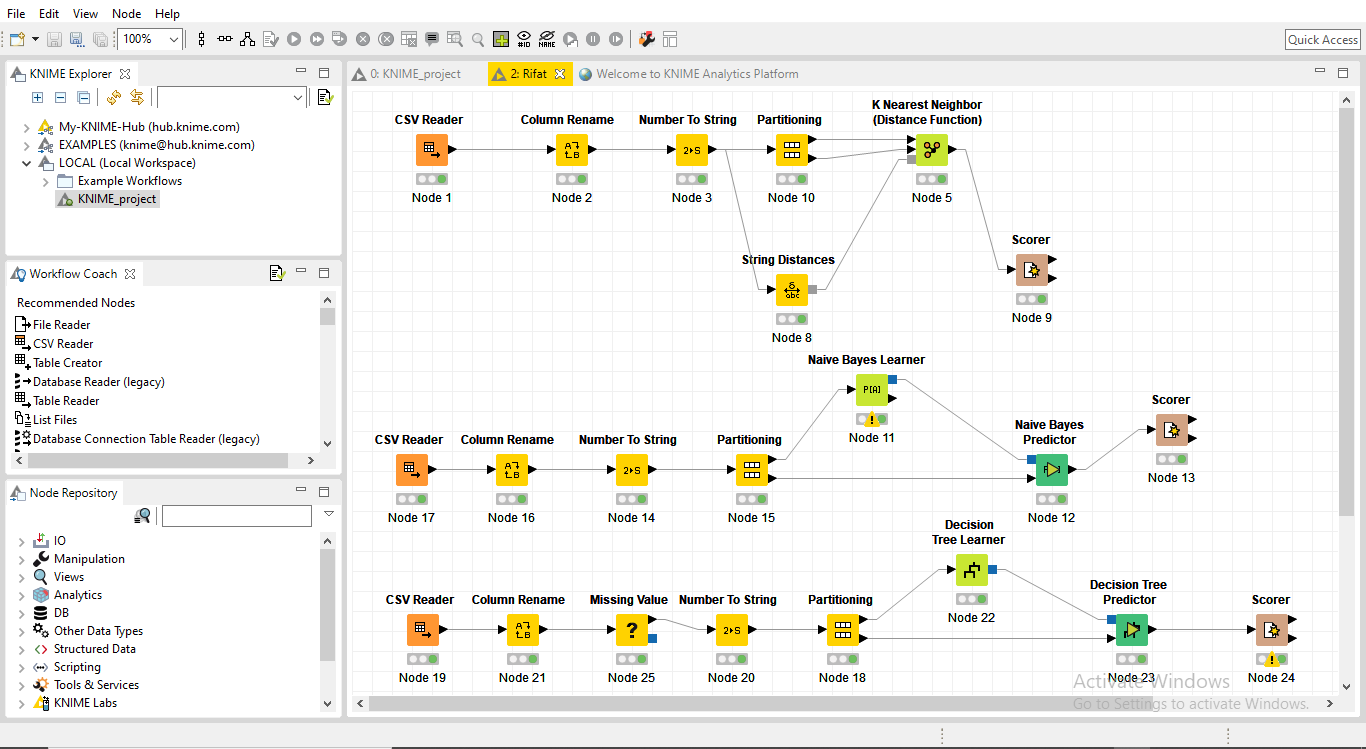 File Edit View Node Help
100%
#ID
NAME
Quick Access
KNIME Explorer
My-KNIME-Hub (hub.knime.com)
EXAMPLES (knime@hub.knime.com)
LOCAL (Local Workspace)
Example Workflows
KNIME_project
Workflow Coach
Recommended Nodes
File Reader
CSV Reader
Table Creator
Database Reader (legacy)
Table Reader
List Files
Database Connection Table Reader (legacy)
Node Repository
IO
Manipulation
Views
Analytics
DB
Other Data Types
Structured Data
Scripting
Tools & Services
KNIME Labs
0: KNIME_project
2: Rifat
Welcome to KNIME Analytics Platform
K Nearest Neighbor
CSV Reader Column Rename Number To String Partitioning (Distance Function)
A B
2▸S
Node 1 Node 2 Node 3 Node 10 Node 5
Scorer
String Distances
δ
abc
Node 9
Node 8
Naive Bayes Learner
P[A]
Node 11
Scorer
Naive Bayes
Predictor
CSV Reader Column Rename Number To String Partitioning
A B
2▸S
Node 13
Node 17 Node 16 Node 14 Node 15 Node 12
Decision
Tree Learner
Node 22
Decision Tree
Predictor
CSV Reader Column Rename Missing Value Number To String Partitioning Scorer
A B
?
2▸S
Node 19 Node 21 Node 25 Node 20 Node 18 Node 23 Node 24
Activate Windows
Go to Settings to activate Windows.